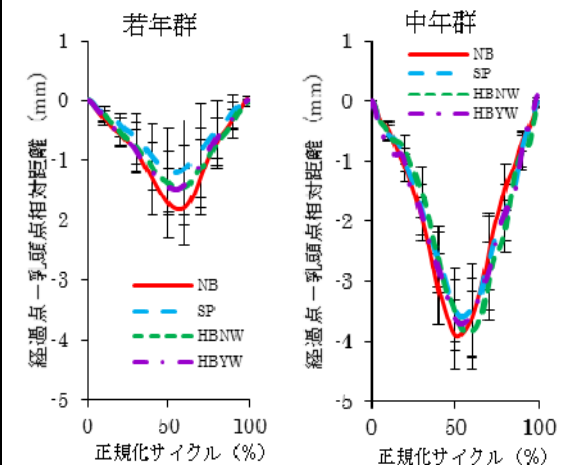 若年群
1
0
-1
2
-3
-4
-5
0
50
100
経過点－乳頭点相対距離 (mm)
正規化サイクル (%)
NB
SP
HBNW
HBYW
中年群
1
0
-1
-2
-3
-4
-5
0
50
100
経過点－乳頭点相対距離 (mm)
正規化サイクル (%)
NB
SP
HBNW
HBYW